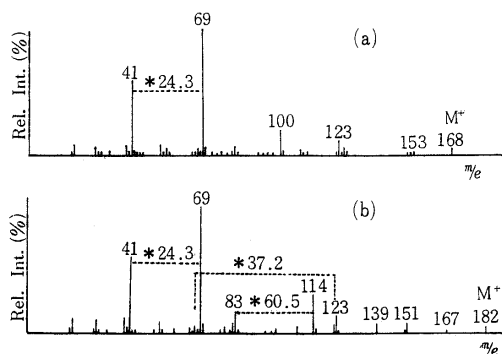 (a)
Rel. Int. (%)
69
41
*24.3
100
123
153
M+
168
m/e
(b)
Rel. Int. (%)
69
41
*24.3
*37.2
83
*60.5
114
123
139
151
167
M+
182
m/e